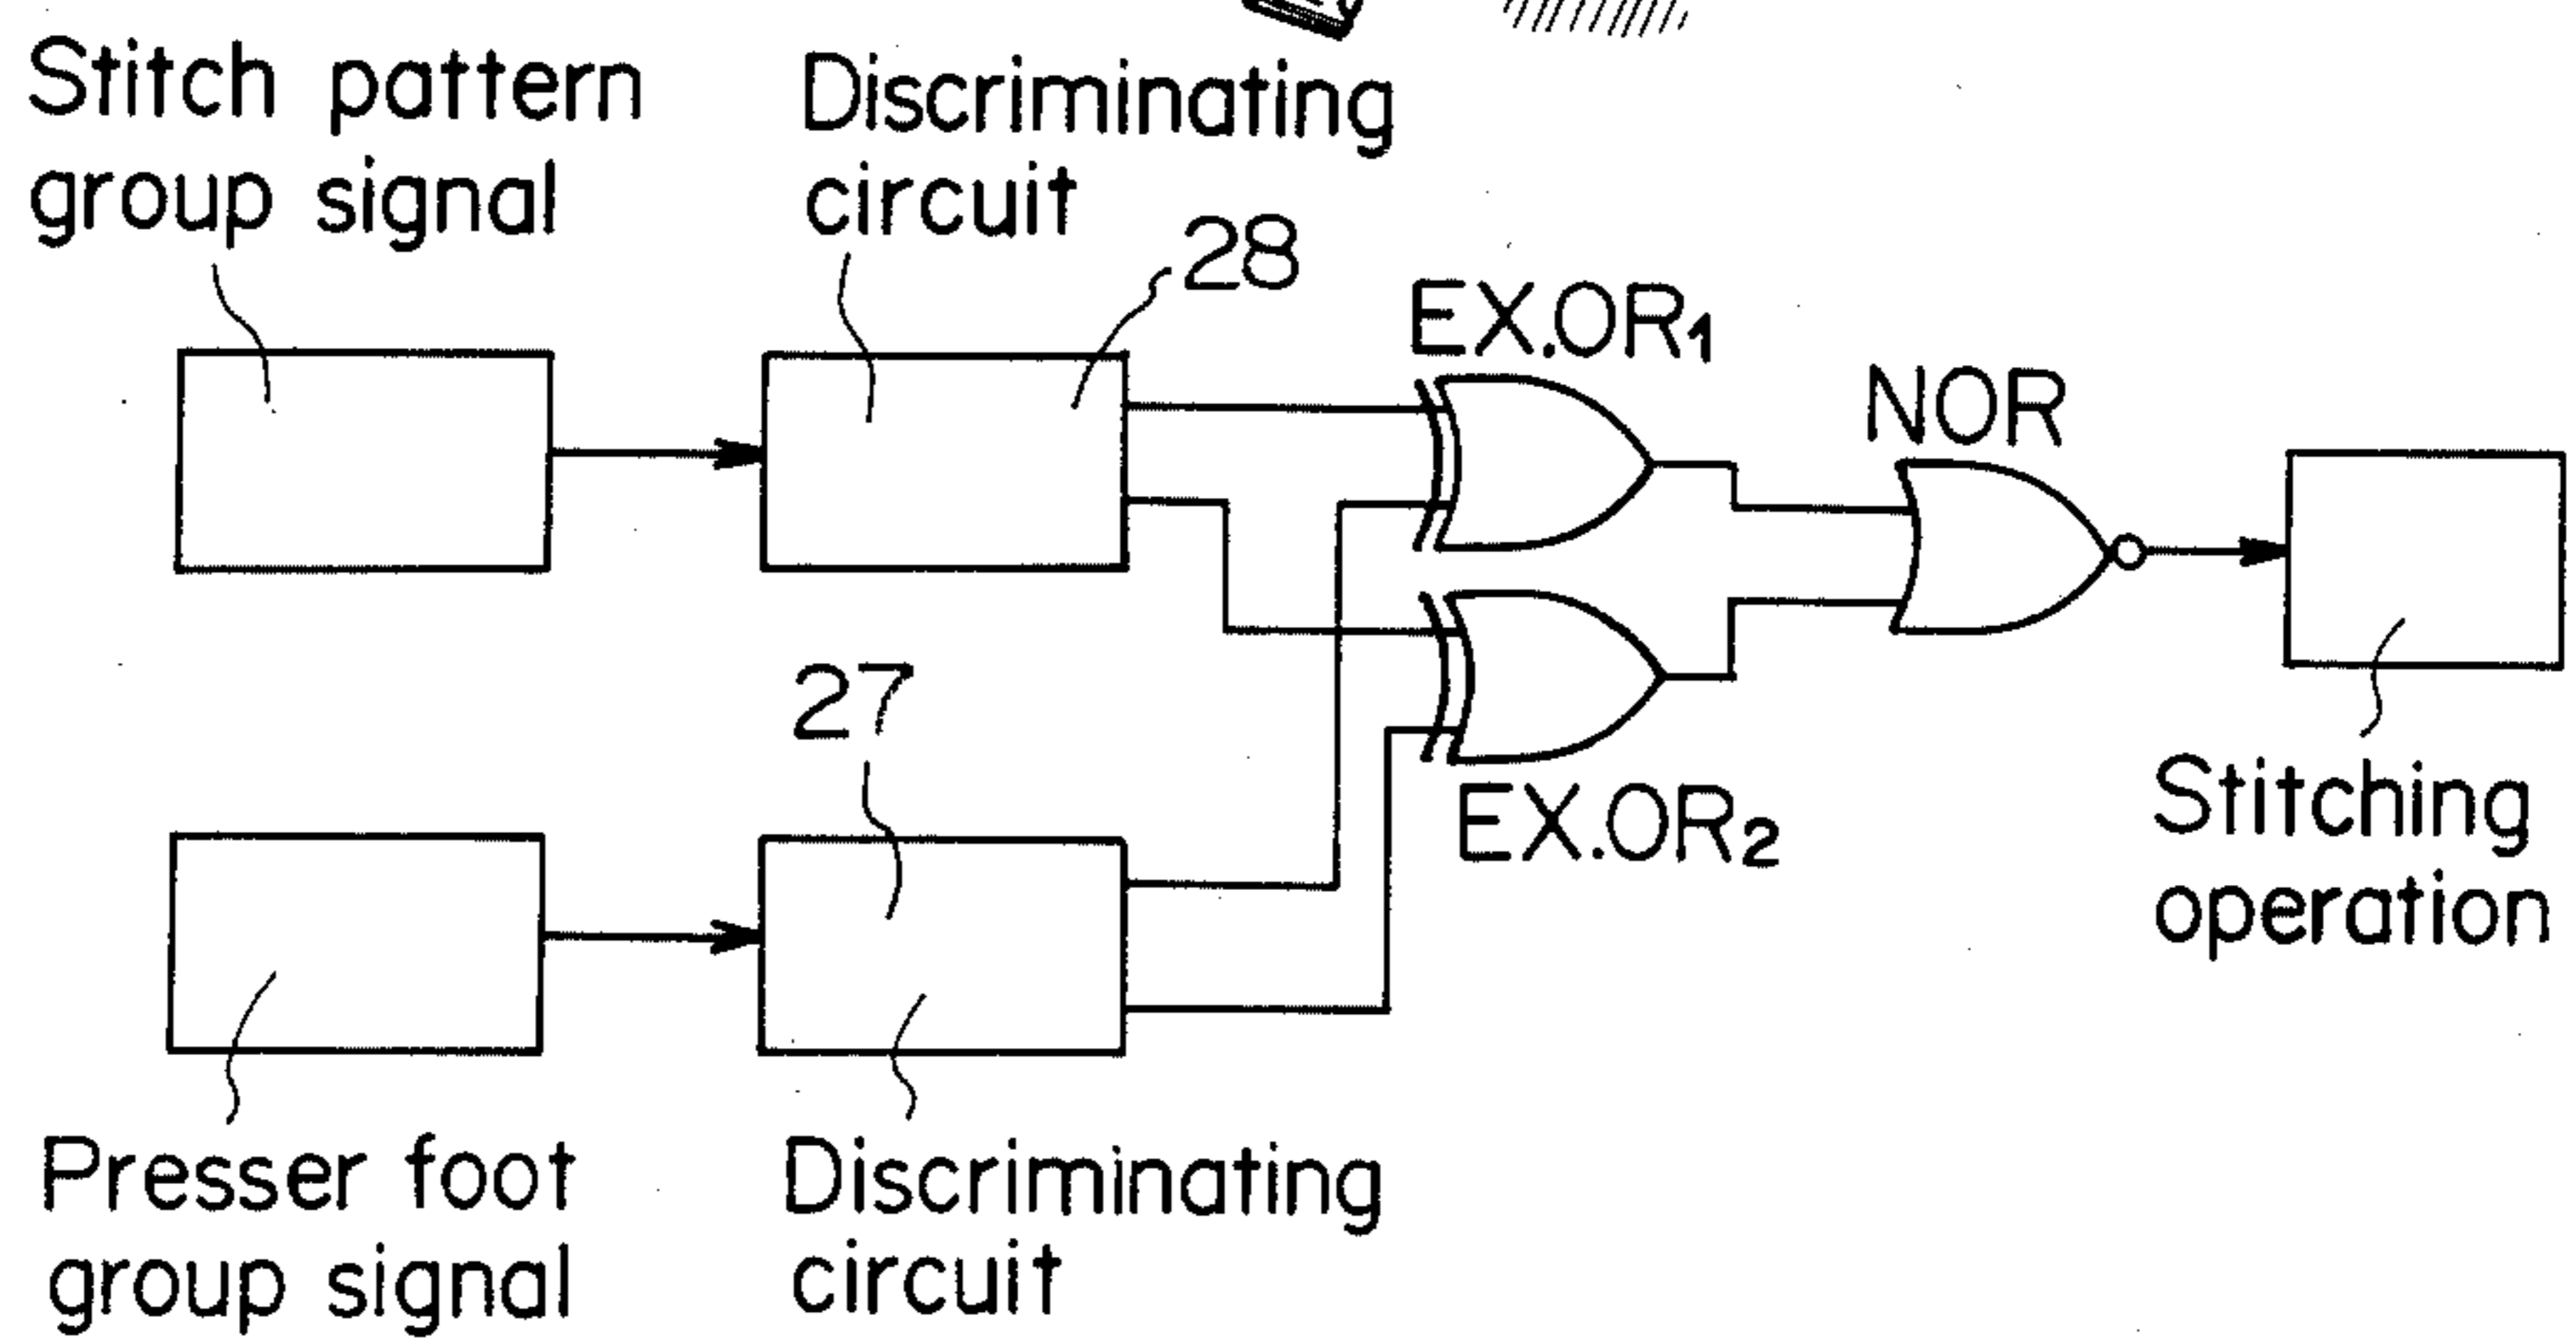 Stitch pattern
group signal
Discriminating
circuit
28
EX.OR1
NOR
27
EX.OR2
Stitching
operation
Presser foot
group signal
Discriminating
circuit